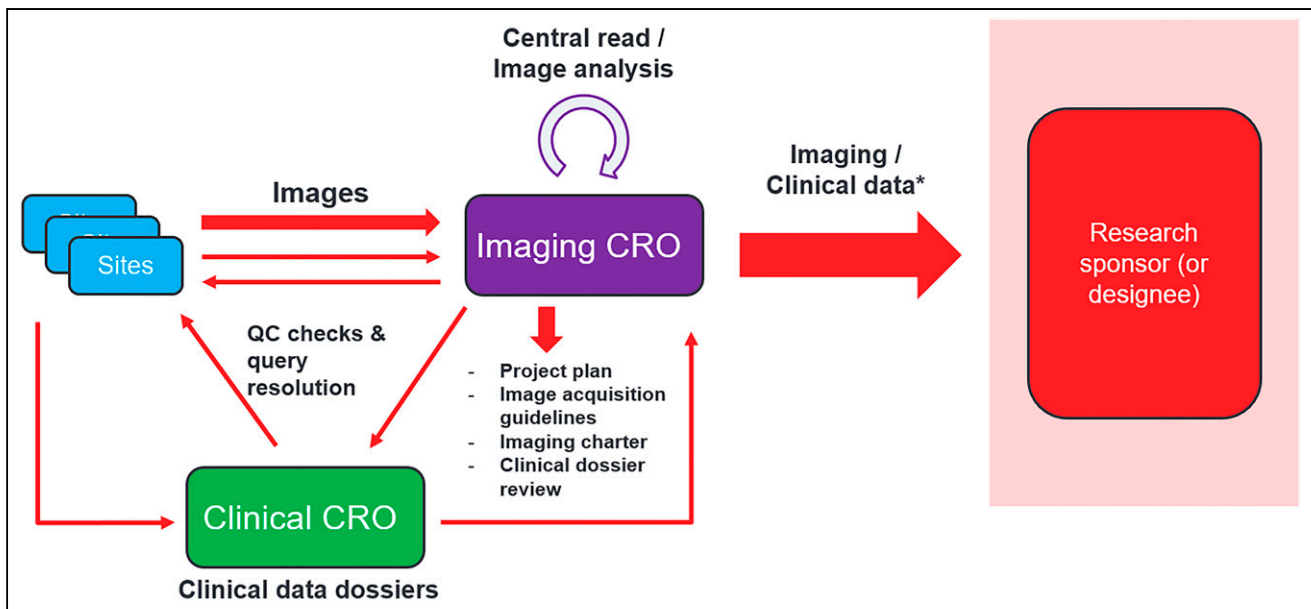 Central read /
Image analysis
Images
Imaging /
Clinical data*
Sites
Imaging CRO
Research
sponsor (or
designee)
QC checks &
query
resolution
- Project plan
- Image acquisition
guidelines
- Imaging charter
- Clinical dossier
review
Clinical CRO
Clinical data dossiers